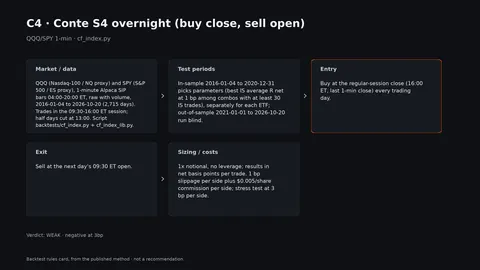 C4 · Conte S4 overnight (buy close, sell open)
QQQ/SPY 1-min · cf_index.py
Market / data
QQQ (Nasdaq-100 / NQ proxy) and SPY (S&P
500 / ES proxy), 1-minute Alpaca SIP
bars 04:00-20:00 ET, raw with volume,
2016-01-04 to 2026-10-20 (2,715 days).
Trades in the 09:30-16:00 ET session;
half days cut at 13:00. Script
backtests/cf_index.py + cf_index_lib.py.
Test periods
In-sample 2016-01-04 to 2020-12-31
picks parameters (best IS average R net
at 1 bp among combos with at least 30
IS trades), separately for each ETF;
out-of-sample 2021-01-01 to 2026-10-20
run blind.
Entry
Buy at the regular-session close (16:00
ET, last 1-min close) every trading
day.
Exit
Sell at the next day's 09:30 ET open.
Sizing / costs
1x notional, no leverage; results in
net basis points per trade. 1 bp
slippage per side plus $0.005/share
commission per side; stress test at 3
bp per side.
Verdict: WEAK · negative at 3bp
Backtest rules card, from the published method · not a recommendation